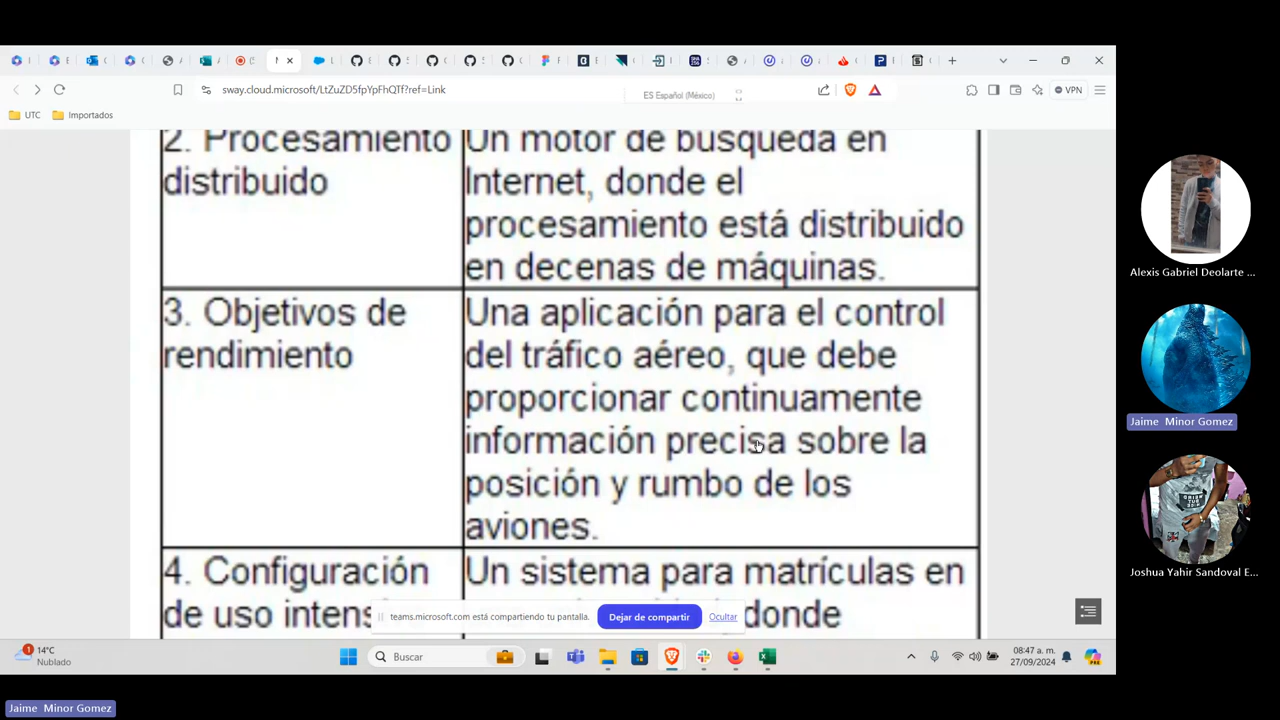 sway.cloud.microsoft/LtZuZD5fpYpFhQTf?ref=Link
ES Español (México)
VPN
UTC
Importados
2. Procesamiento
distribuido
Un motor de búsqueda en
Internet, donde el
procesamiento está distribuido
en decenas de máquinas.
3. Objetivos de
rendimiento
Una aplicación para el control
del tráfico aéreo, que debe
proporcionar continuamente
información precisa sobre la
posición y rumbo de los
aviones.
4. Configuración
de uso intens
Un sistema para matrículas en
donde
teams.microsoft.com está compartiendo tu pantalla.
Dejar de compartir
Ocultar
Alexis Gabriel Deolarte ...
Jaime Minor Gomez
Joshua Yahir Sandoval E...
1
14°C
Nublado
Buscar
08:47 a. m.
27/09/2024
Jaime Minor Gomez